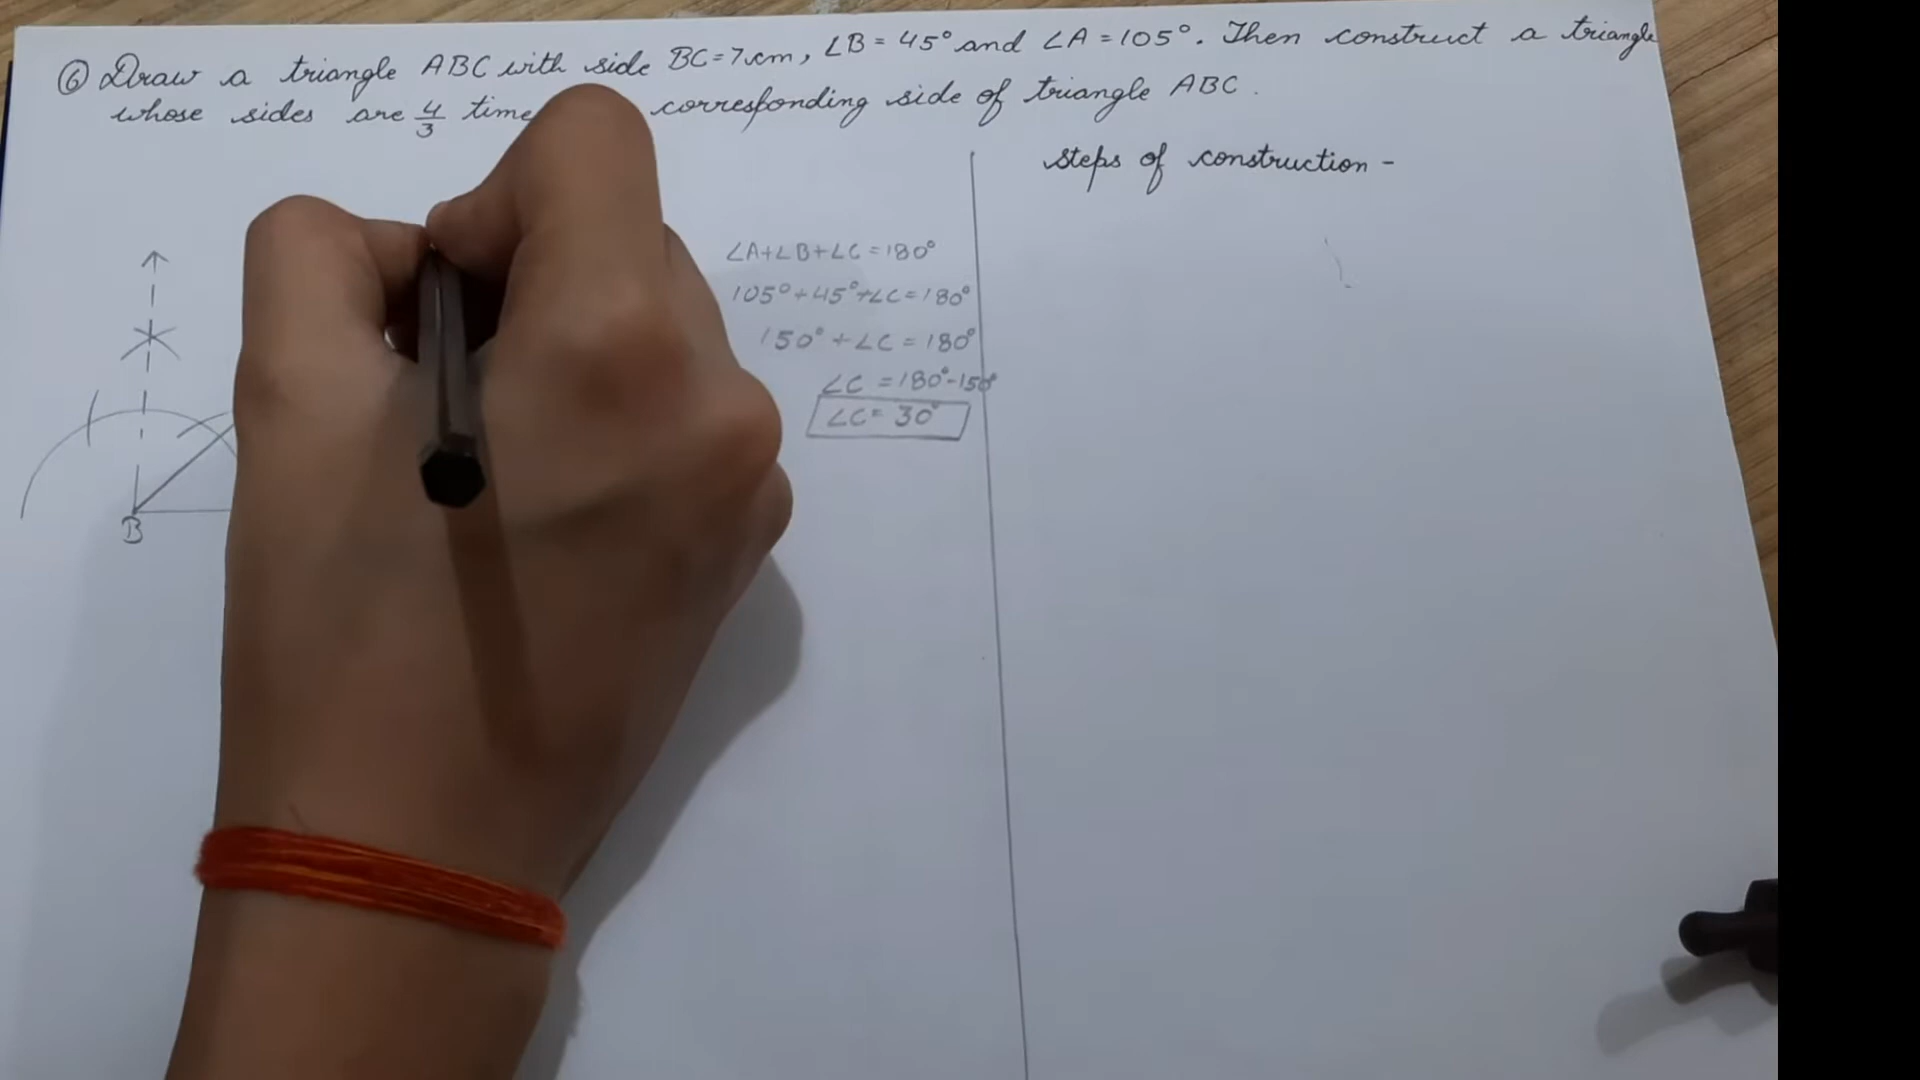 ⑥ Draw a triangle ABC with side BC = 7cm, ∠B = 45° and ∠A = 105°. Then construct a triangle
whose sides are 4/3 time corresponding side of triangle ABC.
steps of construction -
∠A+∠B+∠C=180°
105°+45°+∠C=180°
150°+∠C=180°
∠C=180°-150°
∠C=30°
B